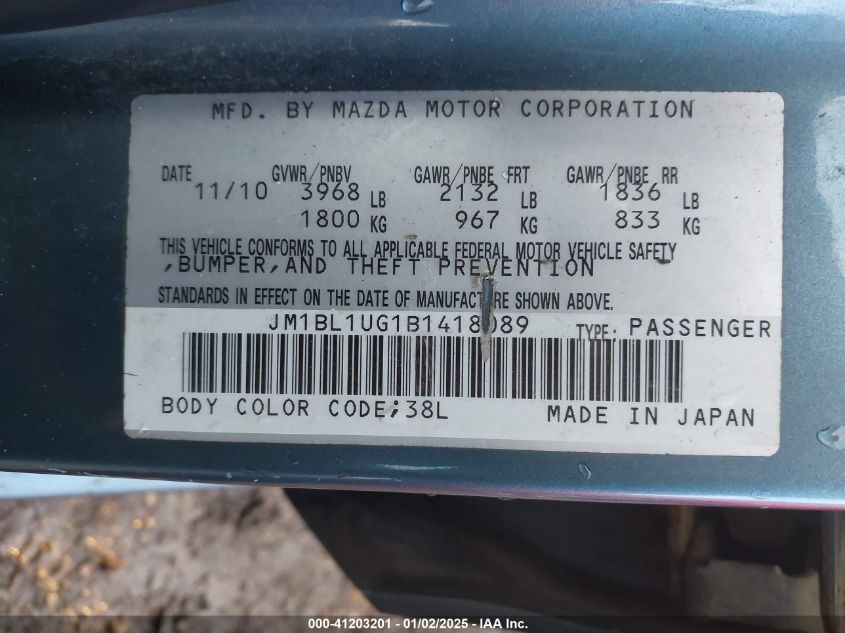 MFD. BY MAZDA MOTOR CORPORATION
DATE GVWR/PNBV GAWR/PNBE FRT GAWR/PNBE RR
11/10 3968 LB 2132 LB 1836 LB
1800 KG 967 KG 833 KG
THIS VEHICLE CONFORMS TO ALL APPLICABLE FEDERAL MOTOR VEHICLE SAFETY
,BUMPER,AND THEFT PREVENTION
STANDARDS IN EFFECT ON THE DATE OF MANUFACTURE SHOWN ABOVE.
JM1BL1UG1B1418089 TYPE: PASSENGER
BODY COLOR CODE;38L MADE IN JAPAN
000-41203201 - 01/02/2025 - IAA Inc.